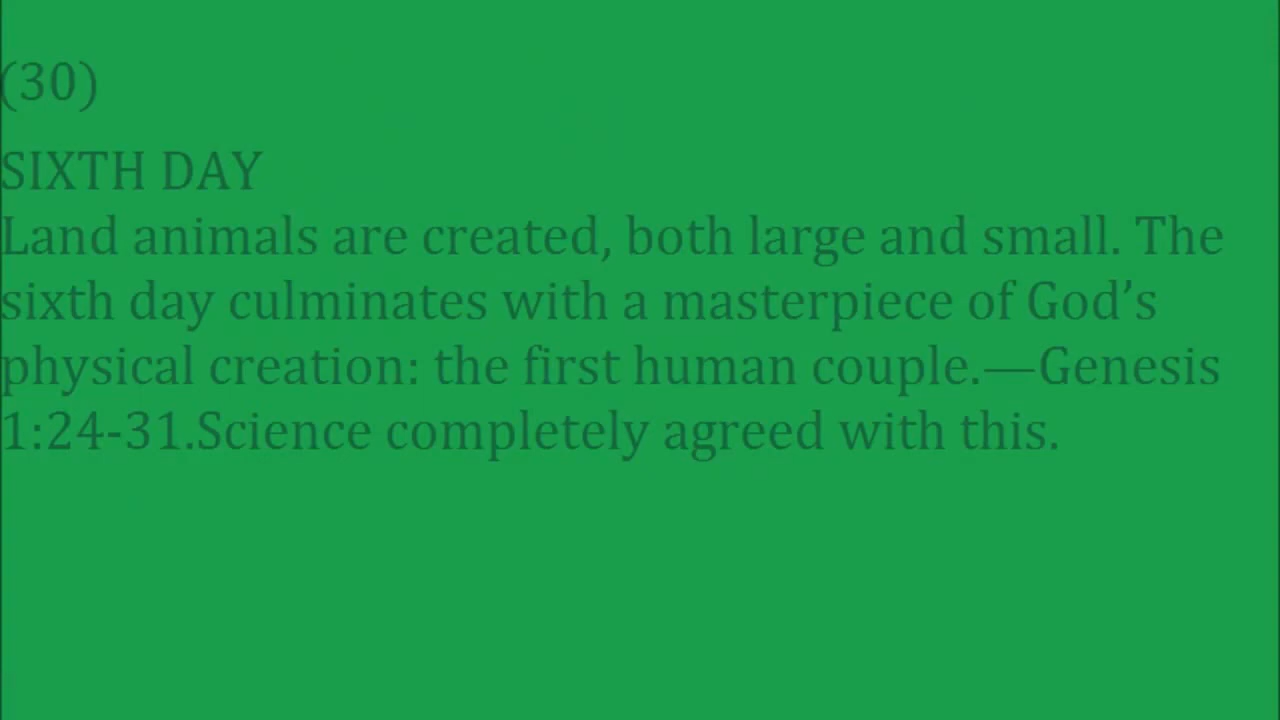 (30)
SIXTH DAY
Land animals are created, both large and small. The
sixth day culminates with a masterpiece of God’s
physical creation: the first human couple.—Genesis
1:24-31.Science completely agreed with this.